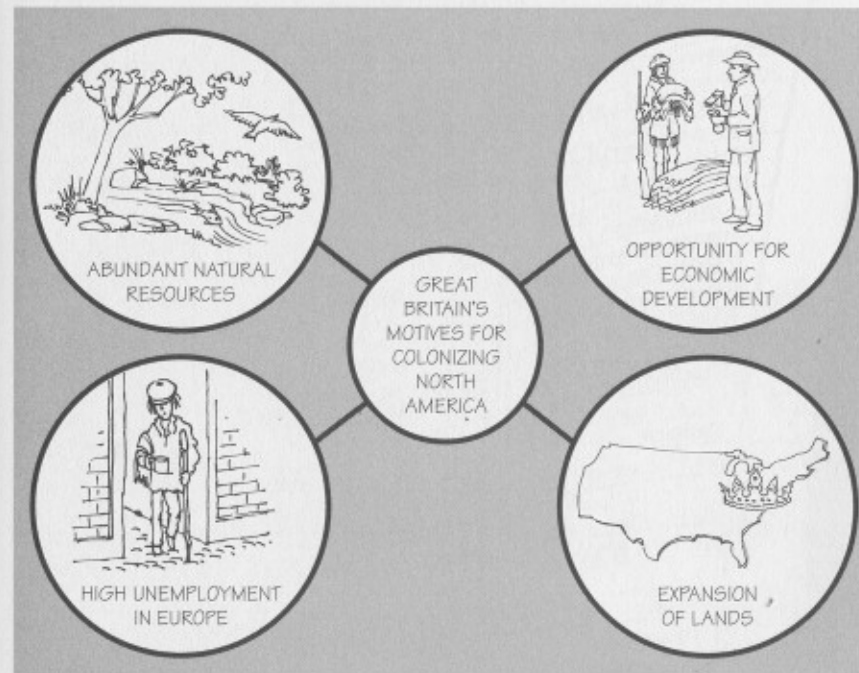 ABUNDANT NATURAL
RESOURCES
OPPORTUNITY FOR
ECONOMIC
DEVELOPMENT
GREAT
BRITAIN'S
MOTIVES FOR
COLONIZING
NORTH
AMERICA
HIGH UNEMPLOYMENT
IN EUROPE
EXPANSION
OF LANDS